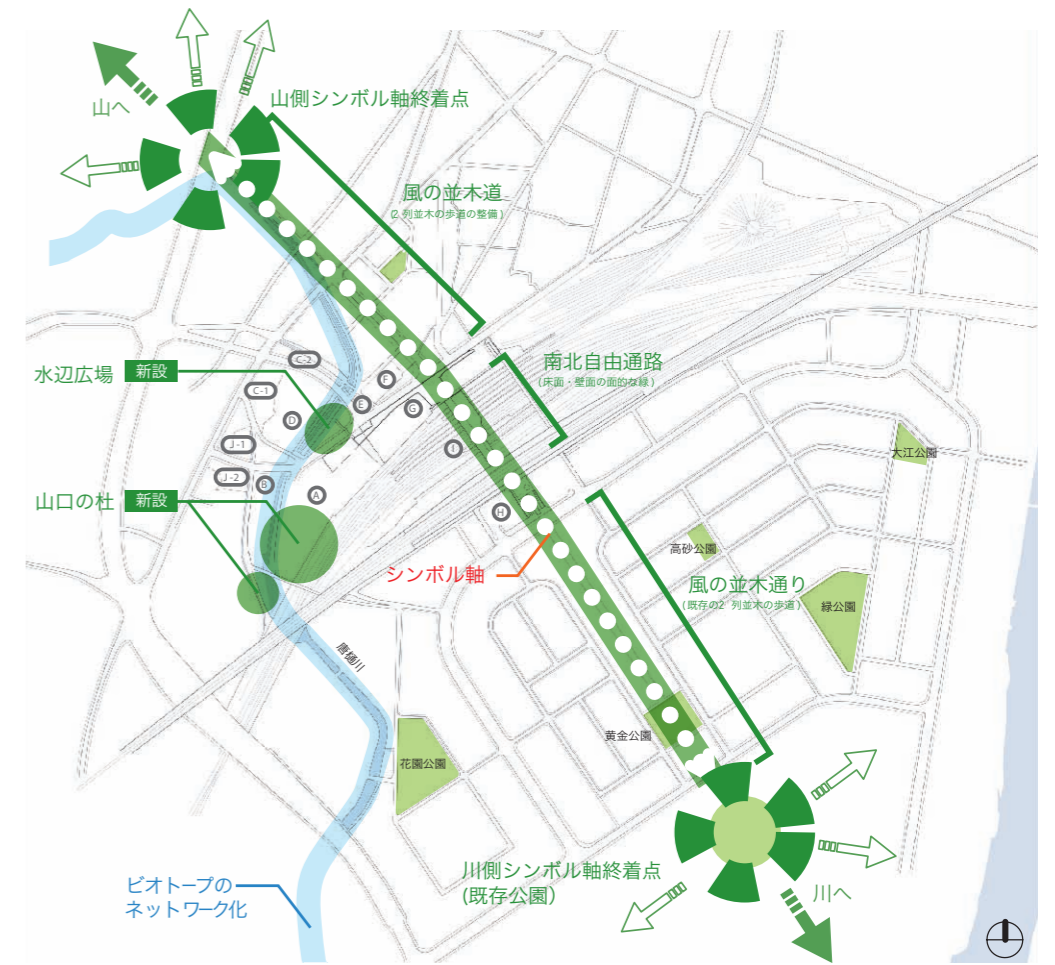 山へ
山側シンボル軸終着点
風の並木道
(2 列並木の歩道の整備)
南北自由通路
(床面・壁面の面的な緑)
水辺広場 新設
C-2
C-1
F
E
G
D
I
J-1
J-2
B
A
H
山口の杜 新設
シンボル軸
大江公園
高砂公園
風の並木通り
(既存の2 列並木の歩道)
緑公園
唐樋川
黄金公園
花園公園
川側シンボル軸終着点
(既存公園)
川へ
ビオトープの
ネットワーク化